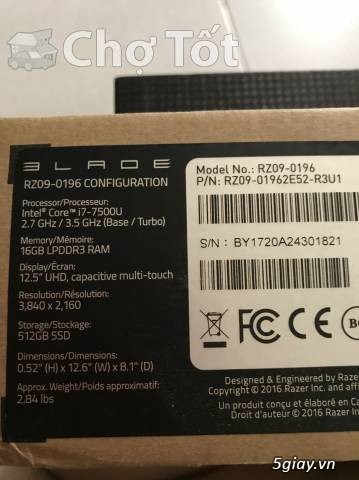 Chợ Tốt
BLADE
RZ09-0196 CONFIGURATION
Processor/Processeur:
Intel® Core™ i7-7500U
2.7 GHz / 3.5 GHz (Base / Turbo)
Memory/Mémoire:
16GB LPDDR3 RAM
Display/Écran:
12.5" UHD, capacitive multi-touch
Resolution/Résolution:
3,840 x 2,160
Storage/Stockage:
512GB SSD
Dimensions/Dimensions:
0.52" (H) x 12.6" (W) x 8.1" (D)
Approx. Weight/Poids approximatif:
2.84 lbs
Model No.: RZ09-0196
P/N: RZ09-01962E52-R3U1
S/N : BY1720A24301821
FC CE
Designed & Engineered by Razer
Copyright © 2016 Razer Inc. and
Un produit conçu et élaboré en
Droit d'auteur © 2016 Razer Inc.
5giay.vn